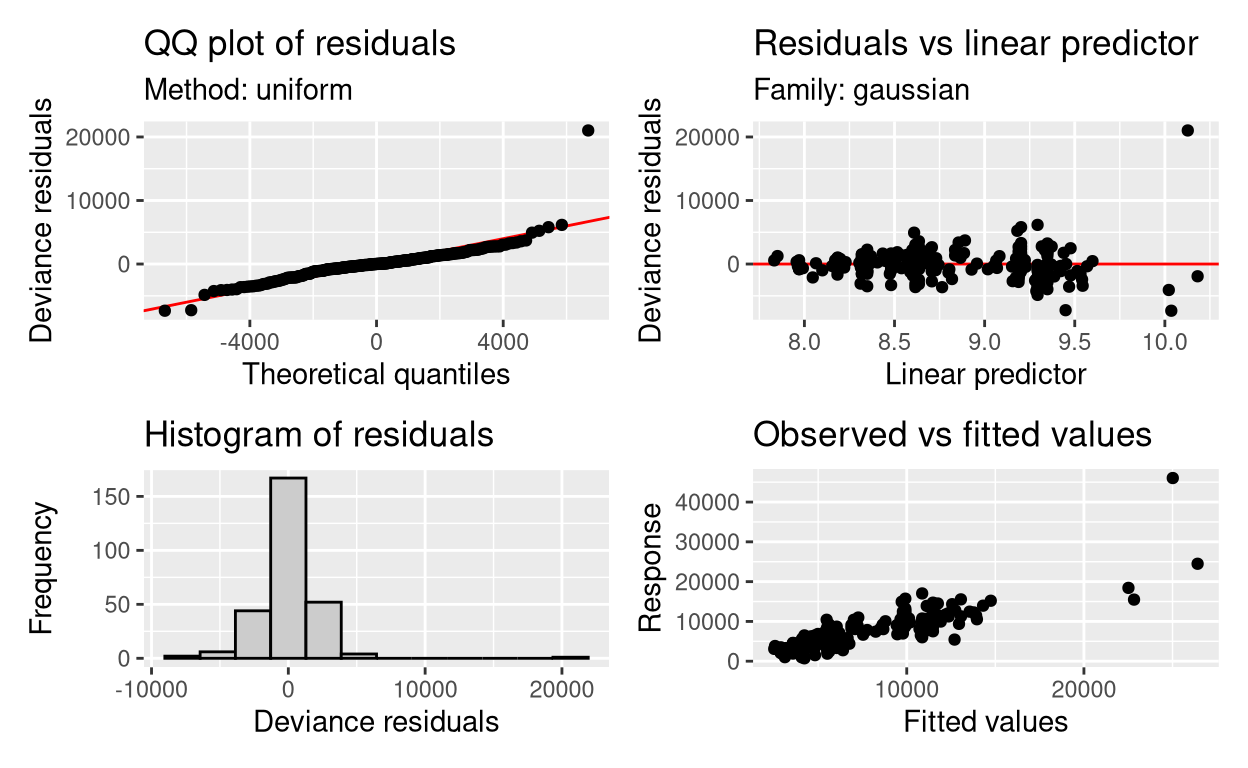 QQ plot of residuals
Method: uniform
Deviance residuals
20000
10000
0
-4000
0
4000
Theoretical quantiles
Residuals vs linear predictor
Family: gaussian
Deviance residuals
20000
10000
0
8.0
8.5
9.0
9.5
10.0
Linear predictor
Histogram of residuals
Frequency
150
100
50
0
-10000
0
10000
20000
Deviance residuals
Observed vs fitted values
Response
40000
30000
20000
10000
0
10000
20000
Fitted values